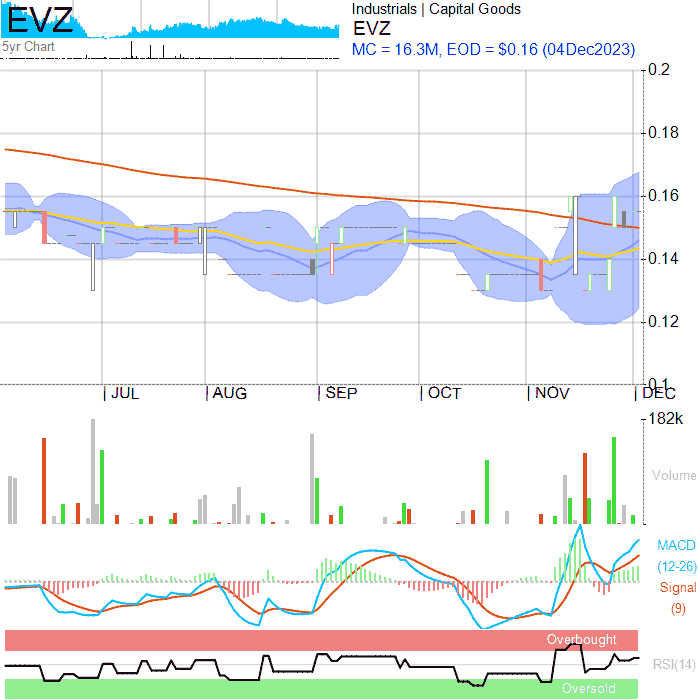 EVZ
5yr Chart
Industrials | Capital Goods
EVZ
MC = 16.3M, EOD = $0.16 (04Dec2023)
0.2
0.18
0.16
0.14
0.12
0.1
JUL AUG SEP OCT NOV DEC
182k
Volume
MACD
(12-26)
Signal
(9)
Overbought
RSI(14)
Oversold